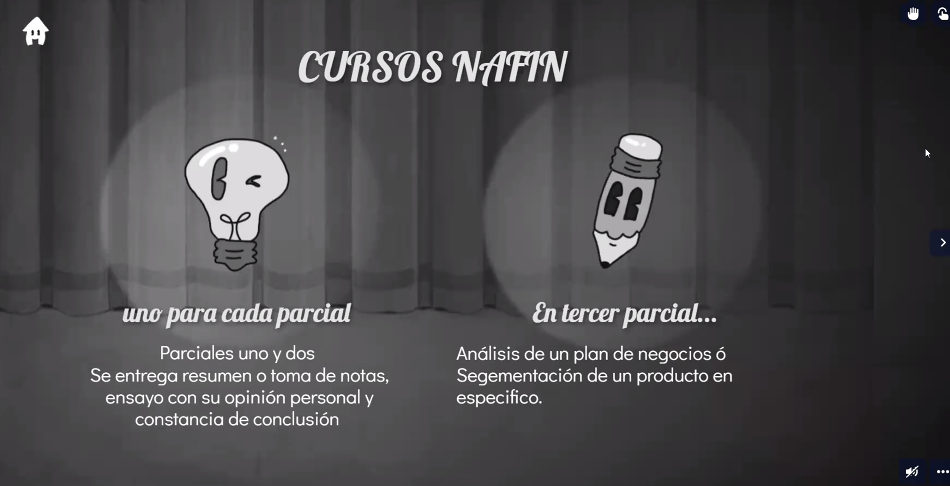 CURSOS NAFIN
uno para cada parcial
Parciales uno y dos
Se entrega resumen o toma de notas,
ensayo con su opinión personal y
constancia de conclusión
En tercer parcial...
Análisis de un plan de negocios ó
Segementación de un producto en
especifico.